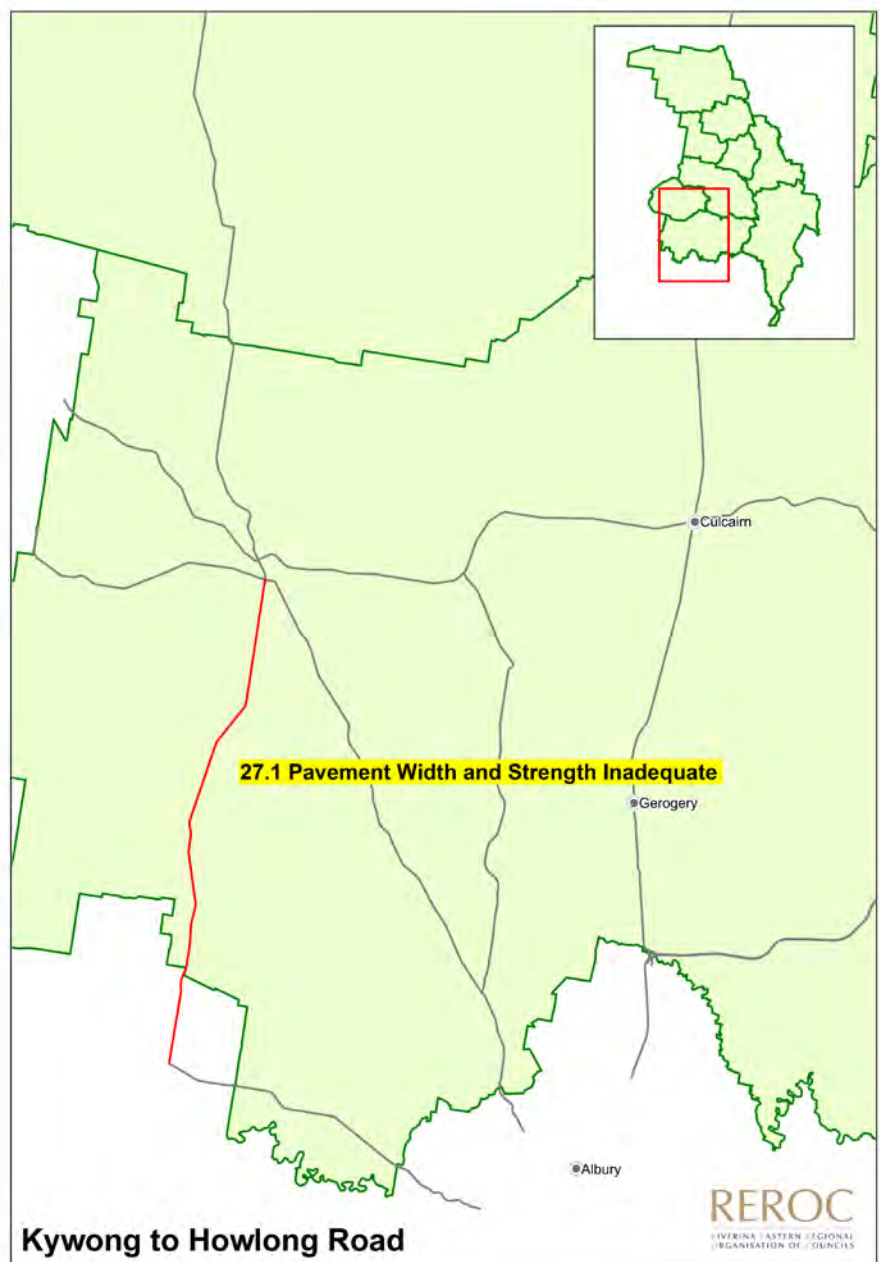 Culcairn
27.1 Pavement Width and Strength Inadequate
Gerogery
Albury
Kywong to Howlong Road
REROC
RIVERINA EASTERN REGIONAL
ORGANISATION OF COUNCILS